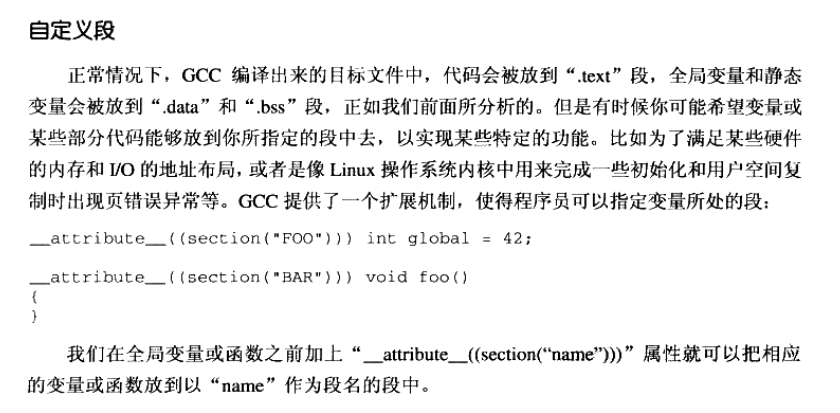 自定义段
正常情况下，GCC 编译出来的目标文件中，代码会被放到“.text”段，全局变量和静态
变量会被放到“.data”和“.bss”段，正如我们前面所分析的。但是有时候你可能希望变量或
某些部分代码能够放到你所指定的段中去，以实现某些特定的功能。比如为了满足某些硬件
的内存和 I/O 的地址布局，或者是像 Linux 操作系统内核中用来完成一些初始化和用户空间复
制时出现页错误异常等。GCC 提供了一个扩展机制，使得程序员可以指定变量所处的段：
__attribute__((section("FOO"))) int global = 42;
__attribute__((section("BAR"))) void foo()
{
}
我们在全局变量或函数之前加上“__attribute__((section(“name”)))”属性就可以把相应
的变量或函数放到以“name”作为段名的段中。